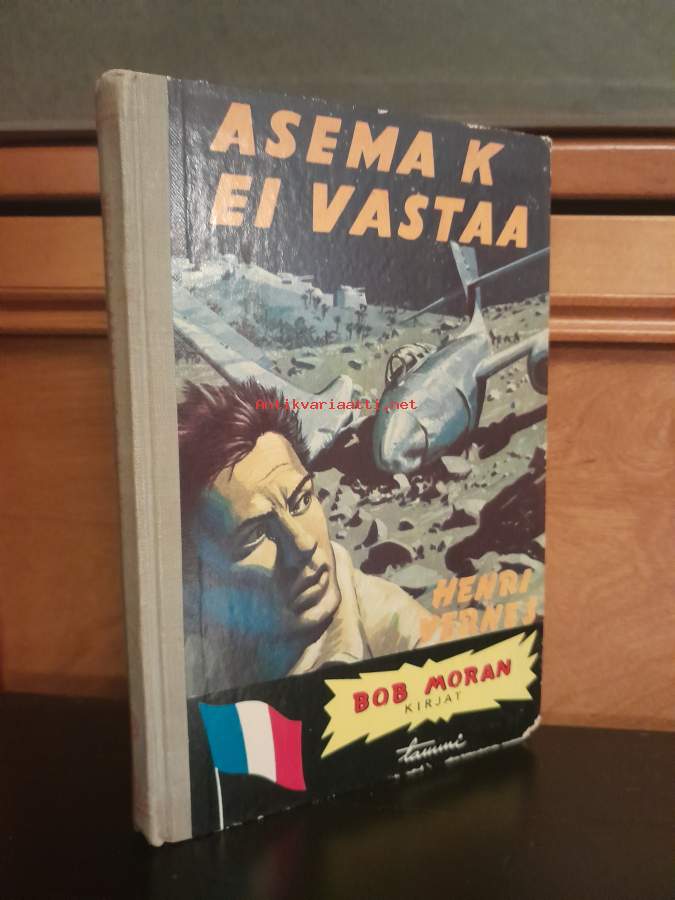 ASEMA K
EI VASTAA
Antikvariaatti.net
HENRI
VERNES
BOB MORAN
KIRJAT
tammi